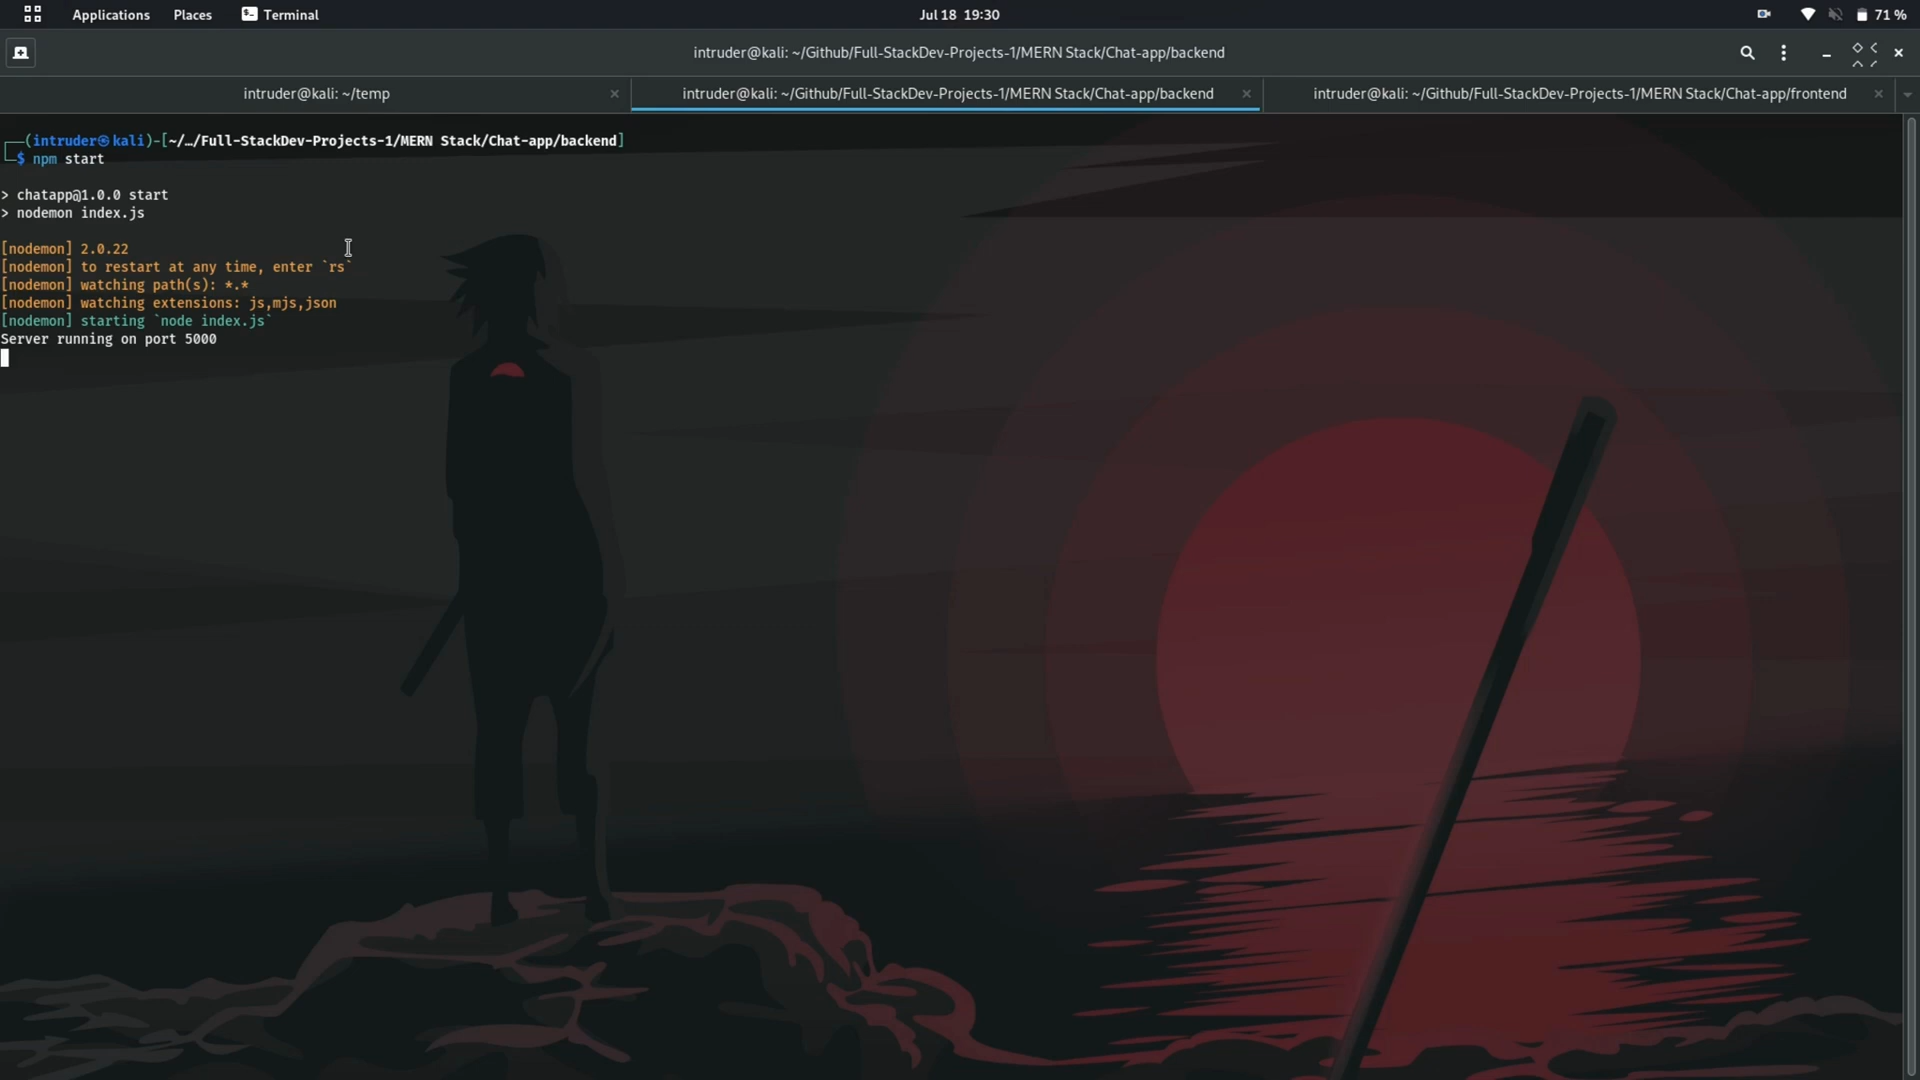 Applications Places Terminal Jul 18 19:30 71 %
intruder@kali: ~/Github/Full-StackDev-Projects-1/MERN Stack/Chat-app/backend
intruder@kali: ~/temp intruder@kali: ~/Github/Full-StackDev-Projects-1/MERN Stack/Chat-app/backend intruder@kali: ~/Github/Full-StackDev-Projects-1/MERN Stack/Chat-app/frontend
┌──(intruder㉿kali)-[~/…/Full-StackDev-Projects-1/MERN Stack/Chat-app/backend]
└─$ npm start
> chatapp@1.0.0 start
> nodemon index.js
[nodemon] 2.0.22
[nodemon] to restart at any time, enter `rs`
[nodemon] watching path(s): *.*
[nodemon] watching extensions: js,mjs,json
[nodemon] starting `node index.js`
Server running on port 5000